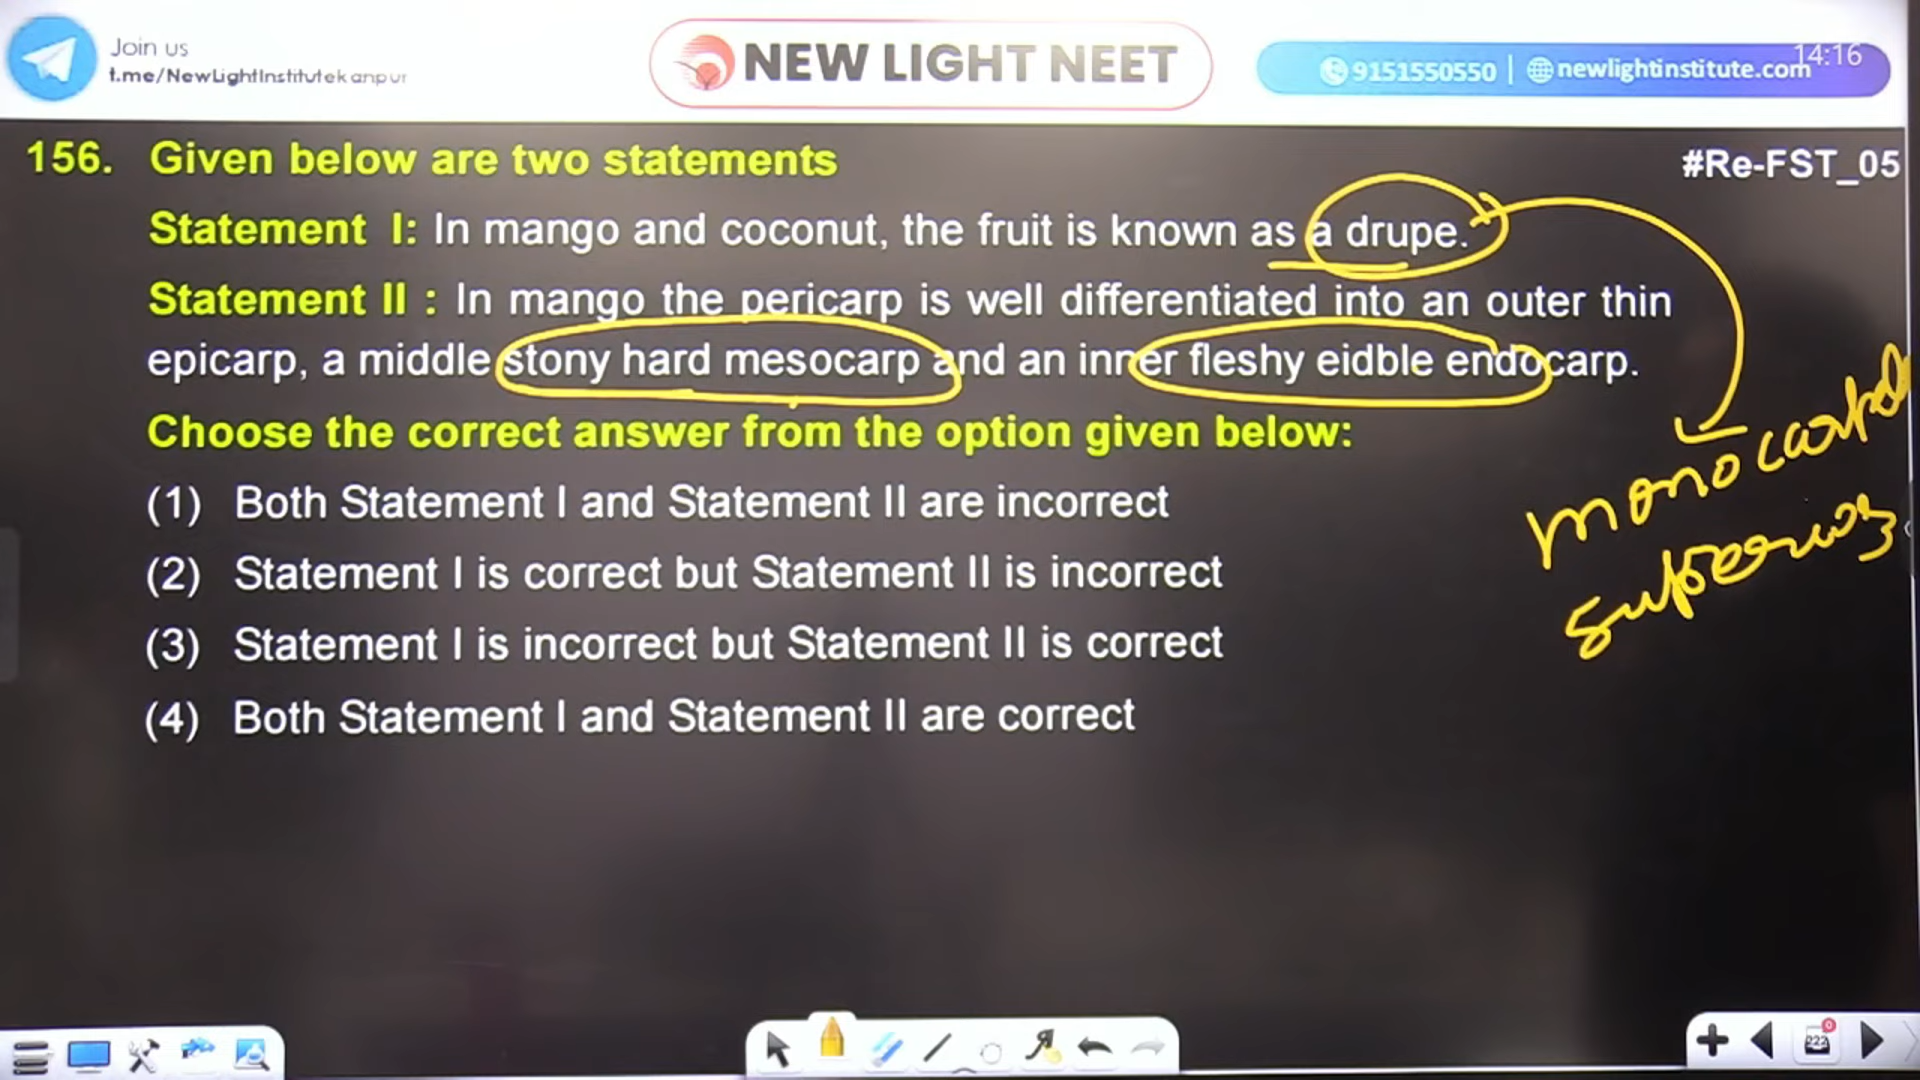 Join us
t.me/NewLightInstitutekanpur
NEW LIGHT NEET
9151550550 | newlightinstitute.com
14:16
156. Given below are two statements
#Re-FST_05
Statement I: In mango and coconut, the fruit is known as a drupe.
Statement II : In mango the pericarp is well differentiated into an outer thin
epicarp, a middle stony hard mesocarp and an inner fleshy eidble endocarp.
Choose the correct answer from the option given below:
(1) Both Statement I and Statement II are incorrect
(2) Statement I is correct but Statement II is incorrect
(3) Statement I is incorrect but Statement II is correct
(4) Both Statement I and Statement II are correct
222
0